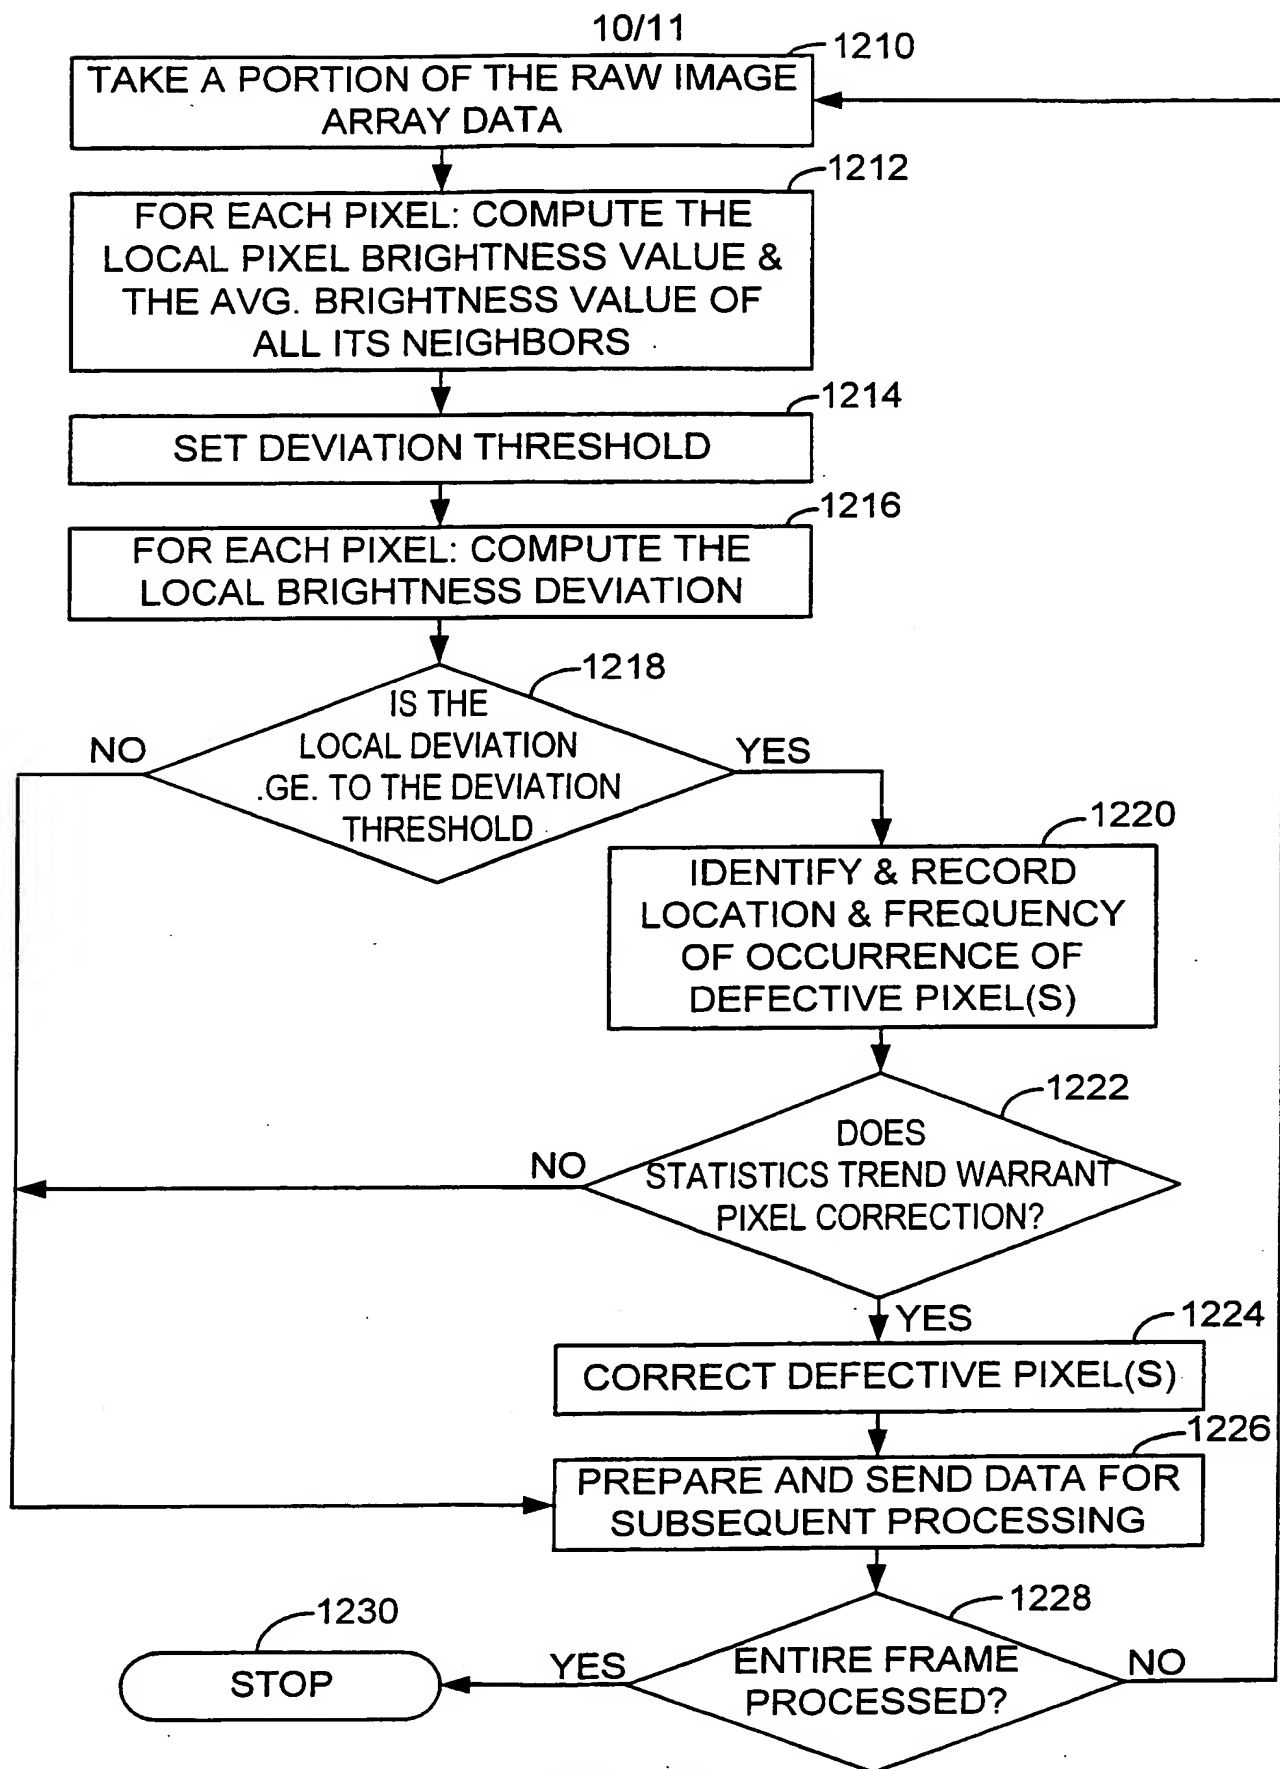 10/11
1210
TAKE A PORTION OF THE RAW IMAGE
ARRAY DATA
1212
FOR EACH PIXEL: COMPUTE THE
LOCAL PIXEL BRIGHTNESS VALUE &
THE AVG. BRIGHTNESS VALUE OF
ALL ITS NEIGHBORS
1214
SET DEVIATION THRESHOLD
1216
FOR EACH PIXEL: COMPUTE THE
LOCAL BRIGHTNESS DEVIATION
1218
IS THE
LOCAL DEVIATION
.GE. TO THE DEVIATION
THRESHOLD
NO
YES
1220
IDENTIFY & RECORD
LOCATION & FREQUENCY
OF OCCURRENCE OF
DEFECTIVE PIXEL(S)
1222
DOES
STATISTICS TREND WARRANT
PIXEL CORRECTION?
NO
YES
1224
CORRECT DEFECTIVE PIXEL(S)
1226
PREPARE AND SEND DATA FOR
SUBSEQUENT PROCESSING
1228
ENTIRE FRAME
PROCESSED?
YES
NO
1230
STOP